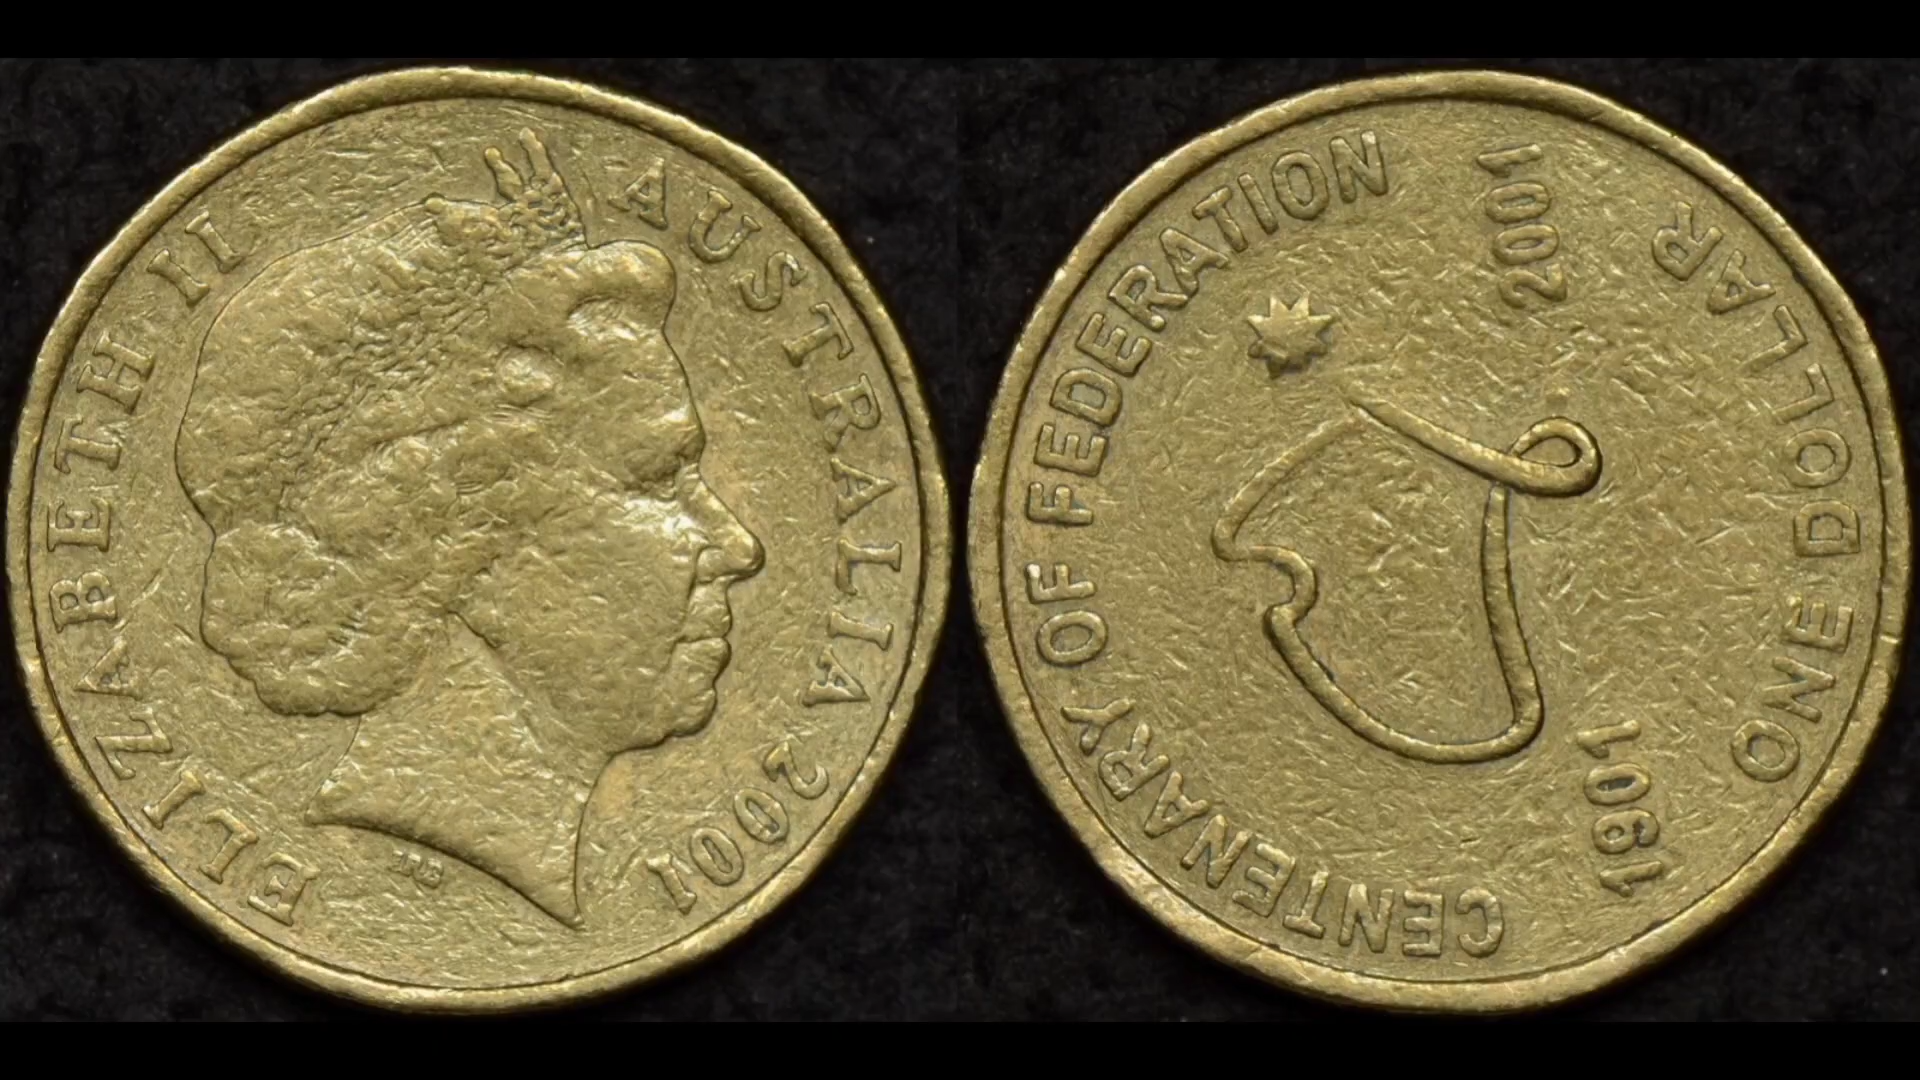 ELIZABETH II
AUSTRALIA 2001
IRB
CENTENARY OF FEDERATION
1901
2001
ONE DOLLAR